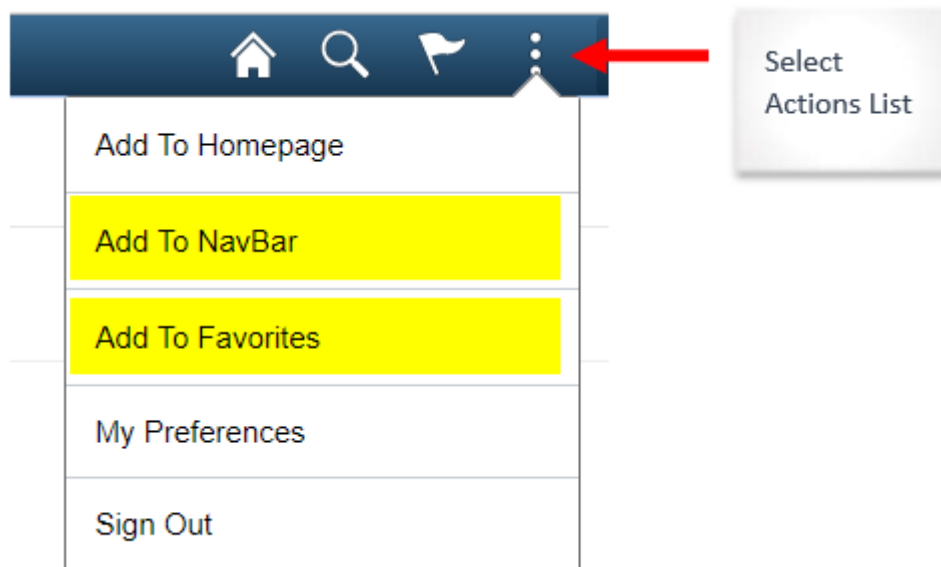 Select
Actions List
Add To Homepage
Add To NavBar
Add To Favorites
My Preferences
Sign Out